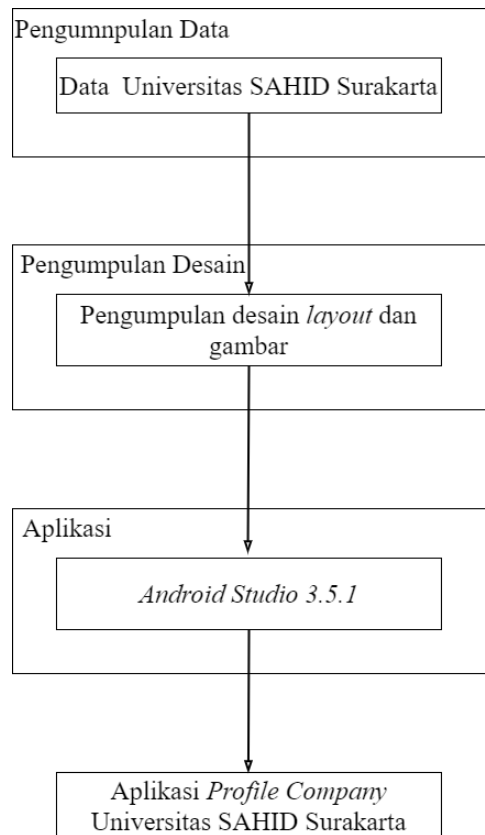 Pengumnpulan Data
Data Universitas SAHID Surakarta
Pengumpulan Desain
Pengumpulan desain layout dan
gambar
Aplikasi
Android Studio 3.5.1
Aplikasi Profile Company
Universitas SAHID Surakarta